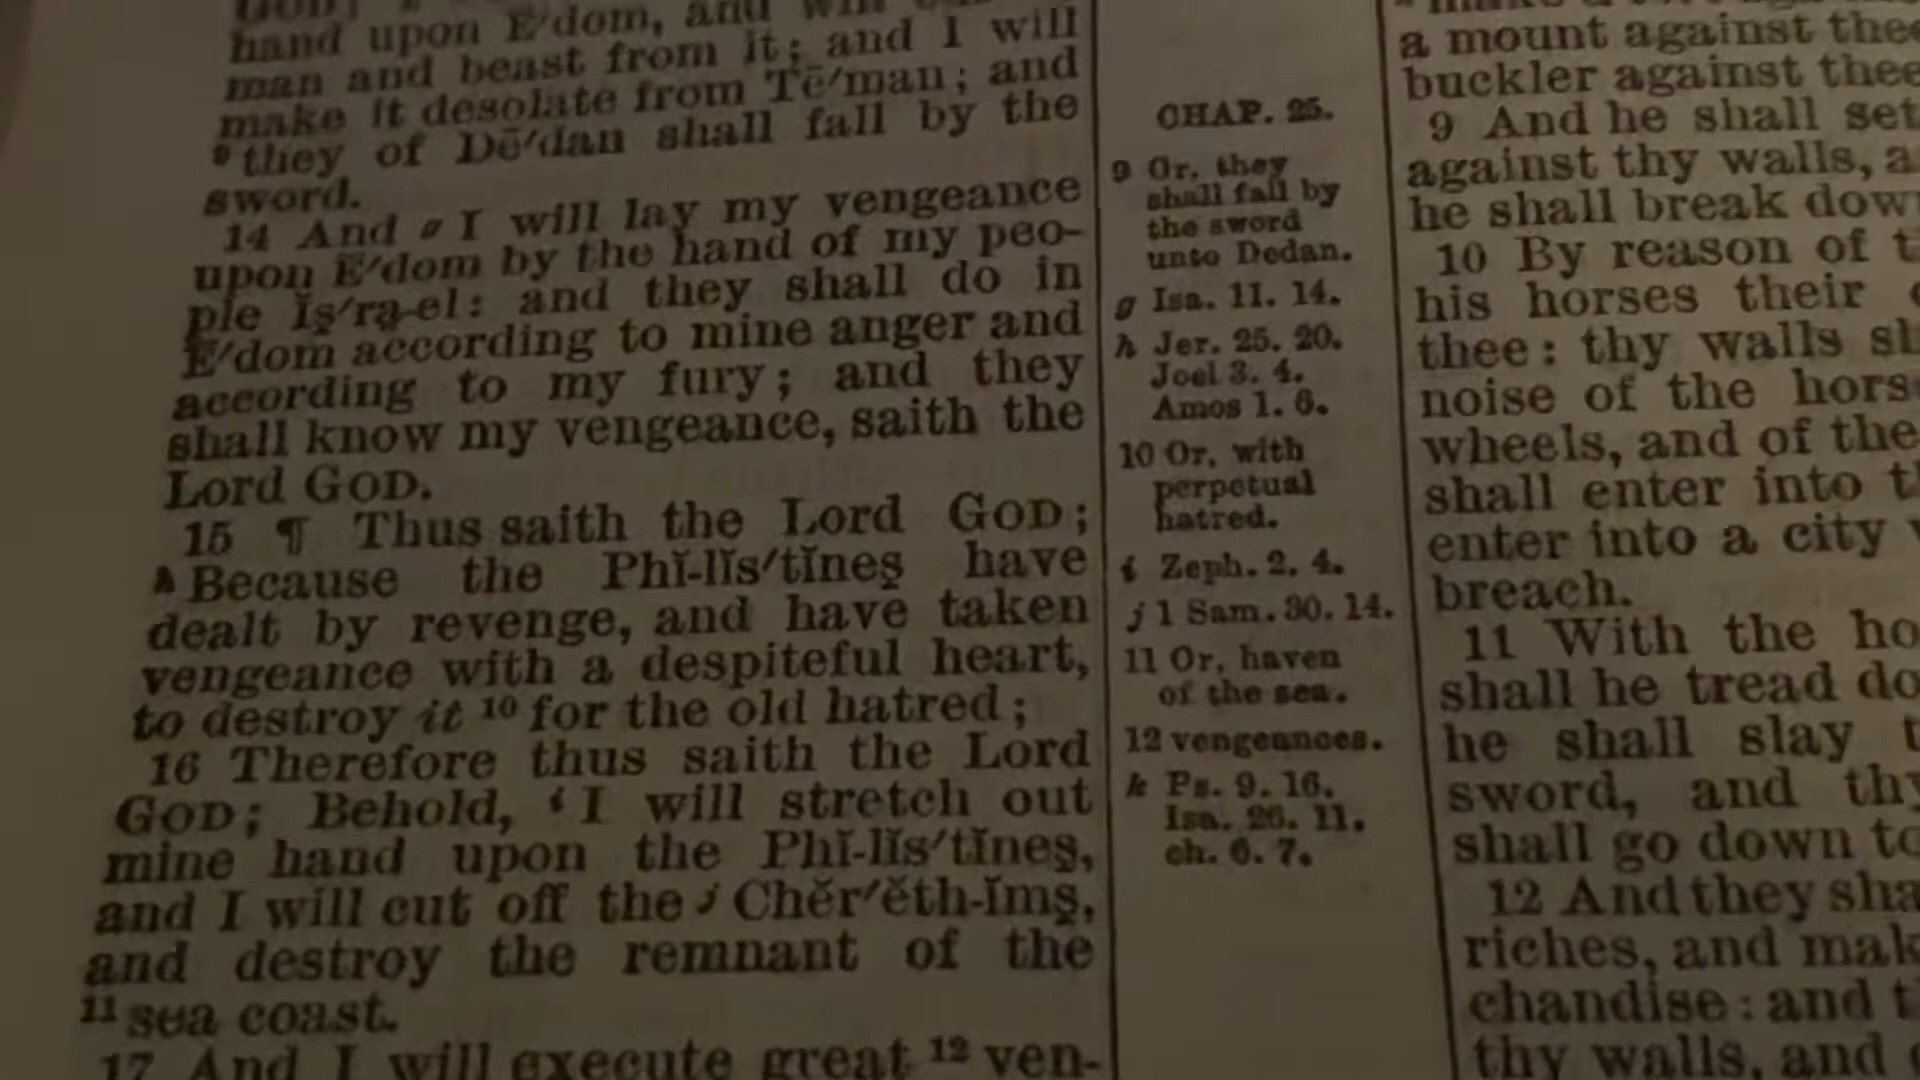 hand upon Ē′dom, and will
man and beast from it; and I will
make it desolate from Tē′man; and
⁹they of Dē′dan shall fall by the
sword.
14 And g I will lay my vengeance
upon Ē′dom by the hand of my peo-
ple Ĭs̱′ra̱-el: and they shall do in
Ē′dom according to mine anger and
according to my fury; and they
shall know my vengeance, saith the
Lord GOD.
15 ¶ Thus saith the Lord GOD;
h Because the Phĭ-lĭs′tĭnes̱ have
dealt by revenge, and have taken
vengeance with a despiteful heart,
to destroy it ¹⁰ for the old hatred;
16 Therefore thus saith the Lord
GOD; Behold, i I will stretch out
mine hand upon the Phĭ-lĭs′tĭnes̱,
and I will cut off the j Chĕr′ĕth-ĭms̱,
and destroy the remnant of the
¹¹ sea coast.
17 And I will execute great ¹² ven-
CHAP. 25.
9 Or, they
shall fall by
the sword
unto Dedan.
g Isa. 11. 14.
h Jer. 25. 20.
Joel 3. 4.
Amos 1. 6.
10 Or, with
perpetual
hatred.
i Zeph. 2. 4.
j 1 Sam. 30. 14.
11 Or, haven
of the sea.
12 vengeances.
k Ps. 9. 16.
Isa. 26. 11.
ch. 6. 7.
a mount against thee
buckler against thee
9 And he shall set
against thy walls, a
he shall break dow
10 By reason of t
his horses their
thee: thy walls sh
noise of the hors
wheels, and of the
shall enter into t
enter into a city
breach.
11 With the ho
shall he tread do
he shall slay t
sword, and thy
shall go down to
12 And they sha
riches, and mak
chandise: and t
thy walls, and